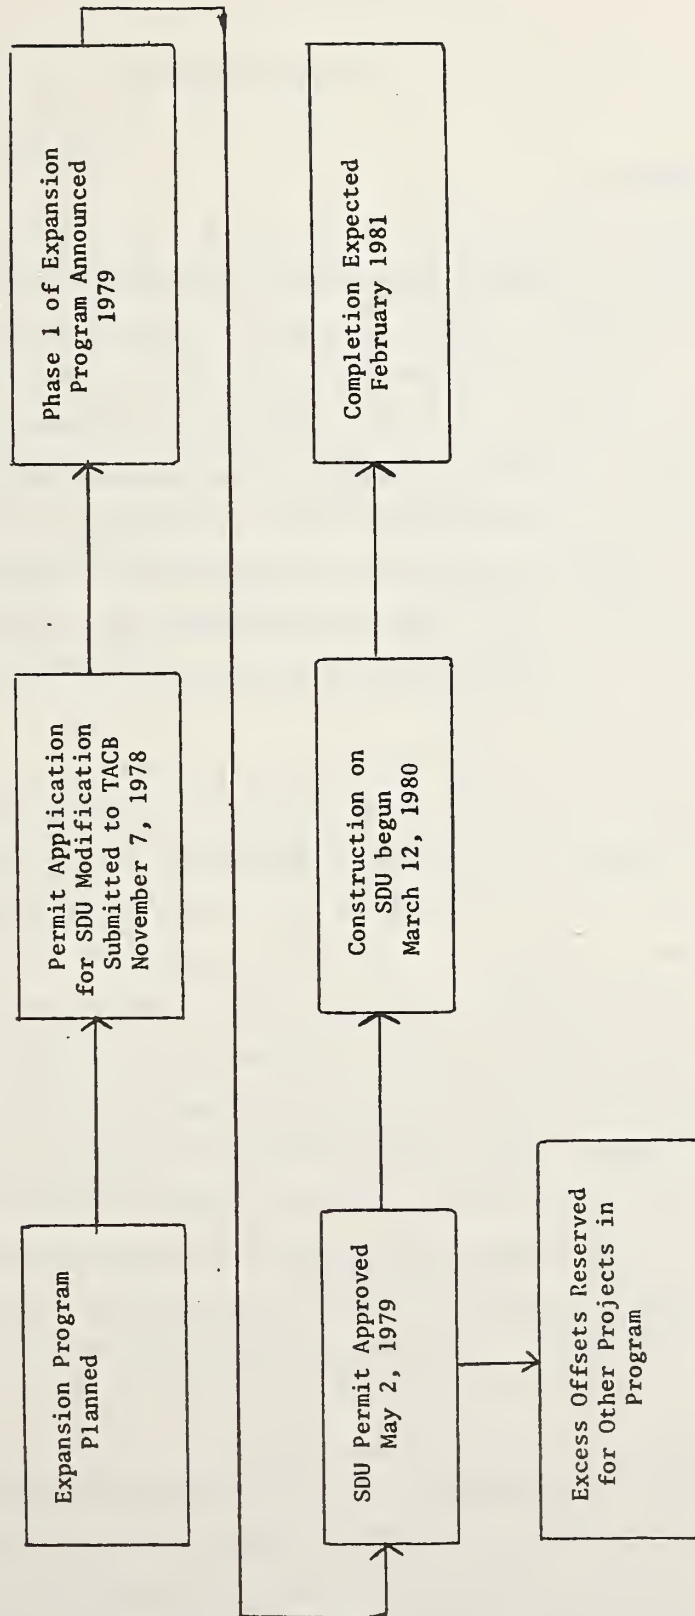 Expansion Program
Planned
Permit Application
for SDU Modification
Submitted to TACB
November 7, 1978
Phase 1 of Expansion
Program Announced
1979
SDU Permit Approved
May 2, 1979
Construction on
SDU begun
March 12, 1980
Completion Expected
February 1981
Excess Offsets Reserved
for Other Projects in
Program